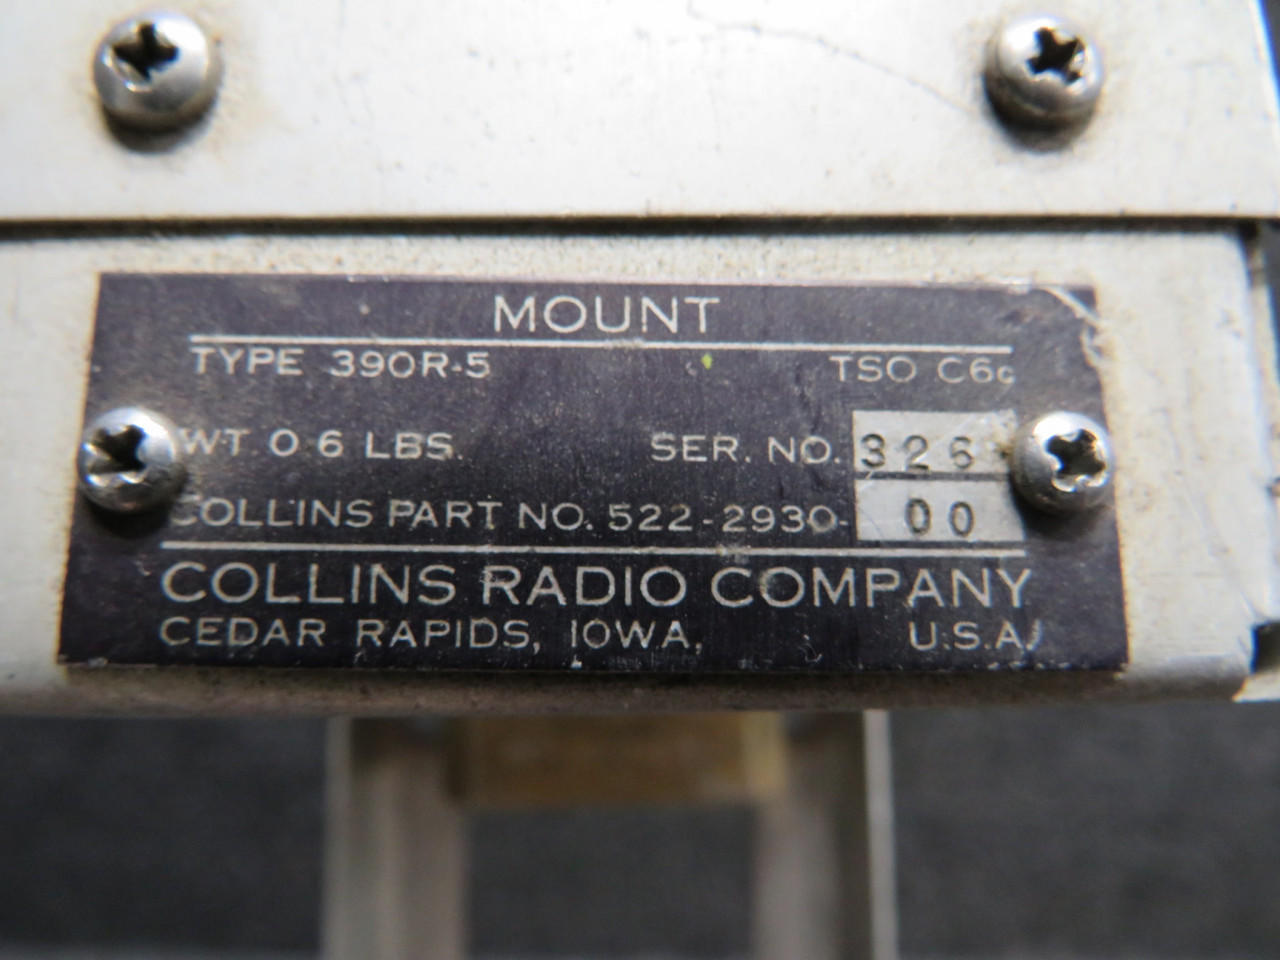 MOUNT
TYPE 390R-5 TSO C6c
WT. 0.6 LBS. SER. NO. 326
COLLINS PART NO. 522-2930-00
COLLINS RADIO COMPANY
CEDAR RAPIDS, IOWA, U.S.A.